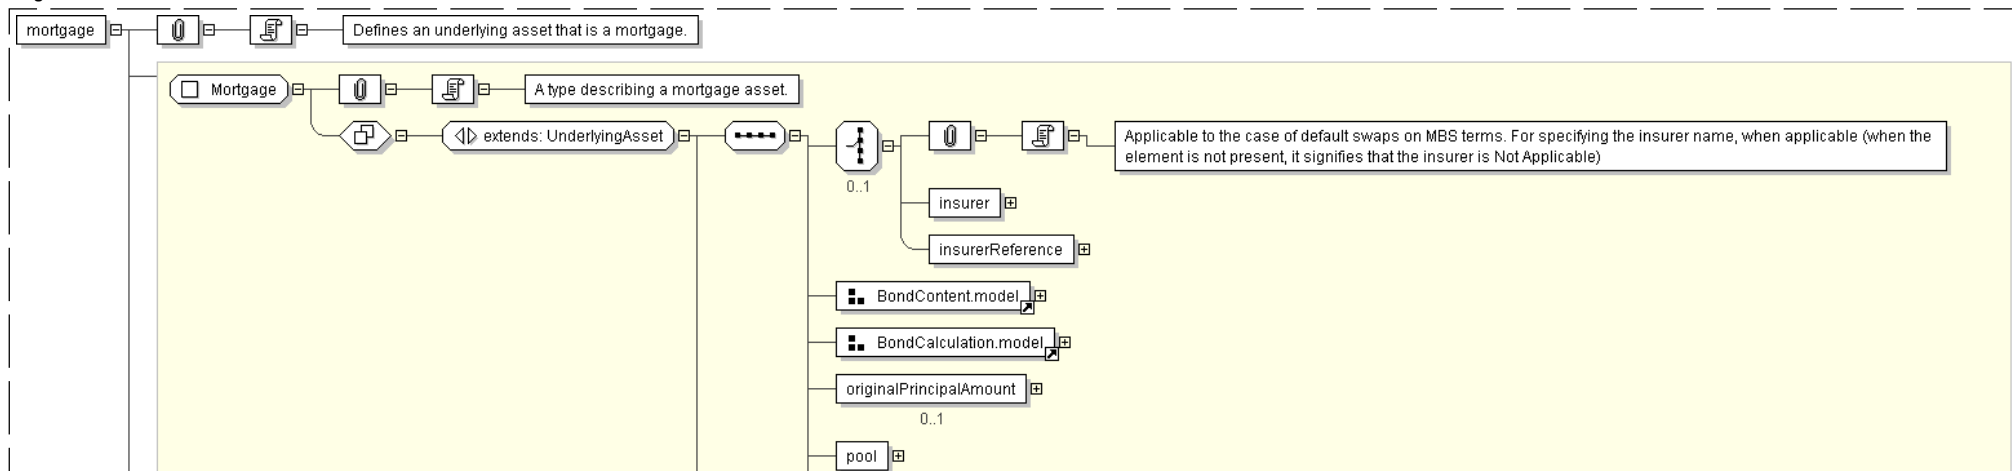 mortgage
Defines an underlying asset that is a mortgage.
Mortgage
A type describing a mortgage asset.
extends: UnderlyingAsset
Applicable to the case of default swaps on MBS terms. For specifying the insurer name, when applicable (when the
element is not present, it signifies that the insurer is Not Applicable)
0..1
insurer
insurerReference
BondContent.model
BondCalculation.model
originalPrincipalAmount
0..1
pool